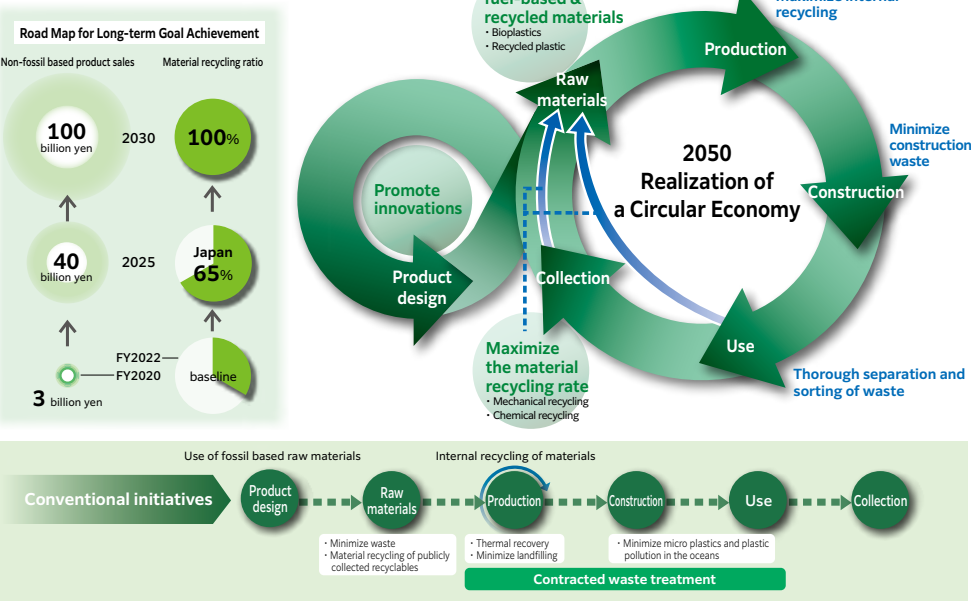 Road Map for Long-term Goal Achievement
Non-fossil based product sales
Material recycling ratio
100
billion yen
2030
100%
40
billion yen
2025
Japan
65%
FY2022
FY2020
baseline
3 billion yen
fuel-based &
recycled materials
・Bioplastics
・Recycled plastic
maximize internal
recycling
Raw
materials
Production
Minimize
construction
waste
Promote
innovations
2050
Realization of
a Circular Economy
Construction
Product
design
Collection
Use
Maximize
the material
recycling rate
・Mechanical recycling
・Chemical recycling
Thorough separation and
sorting of waste
Use of fossil based raw materials
Internal recycling of materials
Conventional initiatives
Product
design
Raw
materials
Production
Construction
Use
Collection
・Minimize waste
・Material recycling of publicly
collected recyclables
・Thermal recovery
・Minimize landfilling
・Minimize micro plastics and plastic
pollution in the oceans
Contracted waste treatment